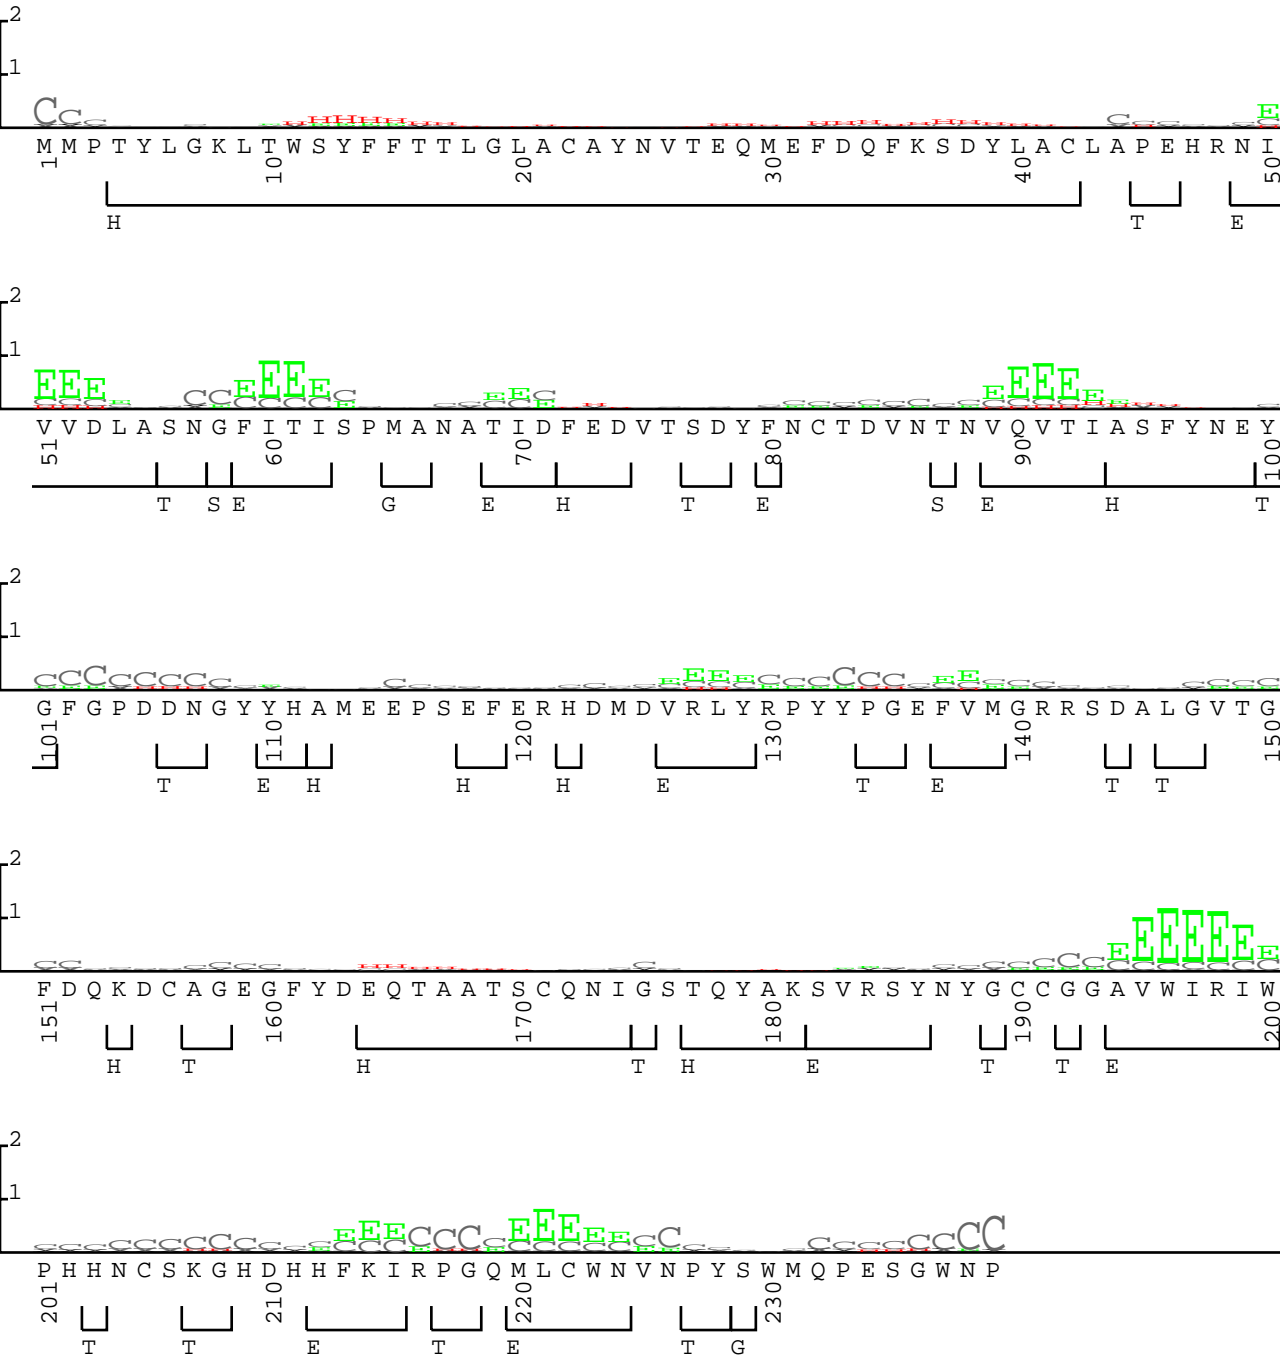 2
1
M M P T Y L G K L T W S Y F F T T L G L A C A Y N V T E Q M E F D Q F K S D Y L A C L A P E H R N I
1 10 20 30 40 50
H T E
2
1
V V D L A S N G F I T I S P M A N A T I D F E D V T S D Y F N C T D V N T N V Q V T I A S F Y N E Y
51 60 70 80 90 100
T S E G E H T E S E H T
2
1
G F G P D D N G Y Y H A M E E P S E F E R H D M D V R L Y R P Y Y P G E F V M G R R S D A L G V T G
101 110 120 130 140 150
T E H H H E T E T T
2
1
F D Q K D C A G E G F Y D E Q T A A T S C Q N I G S T Q Y A K S V R S Y N Y G C C G G A V W I R I W
151 160 170 180 190 200
H T H T H E T T E
2
1
P H H N C S K G H D H H F K I R P G Q M L C W N V N P Y S W M Q P E S G W N P
201 210 220 230
T T E T E T G